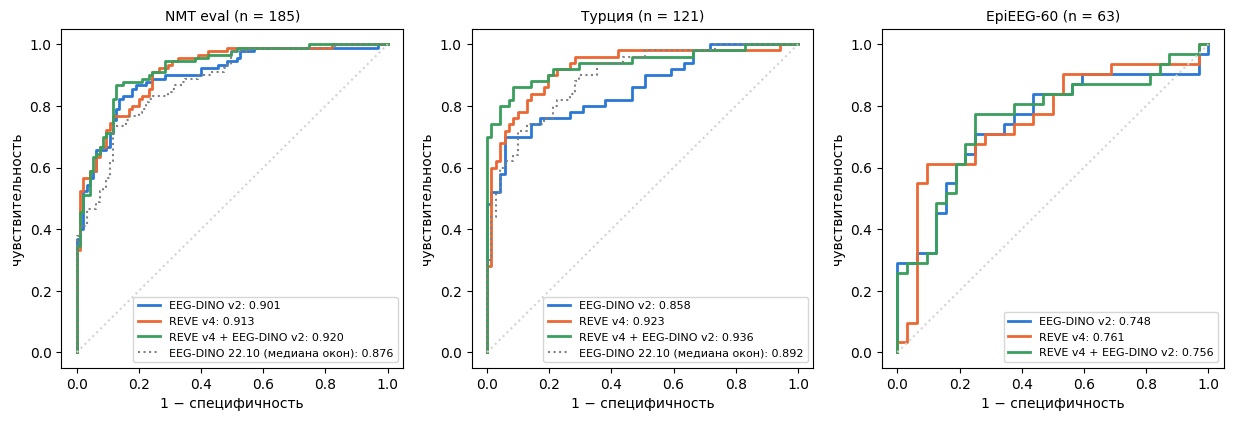 NMT eval (n = 185)
1.0
0.8
0.6
0.4
0.2
0.0
чувствительность
0.0 0.2 0.4 0.6 0.8 1.0
1 − специфичность
EEG-DINO v2: 0.901
REVE v4: 0.913
REVE v4 + EEG-DINO v2: 0.920
EEG-DINO 22.10 (медиана окон): 0.876
Турция (n = 121)
1.0
0.8
0.6
0.4
0.2
0.0
чувствительность
0.0 0.2 0.4 0.6 0.8 1.0
1 − специфичность
EEG-DINO v2: 0.858
REVE v4: 0.923
REVE v4 + EEG-DINO v2: 0.936
EEG-DINO 22.10 (медиана окон): 0.892
EpiEEG-60 (n = 63)
1.0
0.8
0.6
0.4
0.2
0.0
чувствительность
0.0 0.2 0.4 0.6 0.8 1.0
1 − специфичность
EEG-DINO v2: 0.748
REVE v4: 0.761
REVE v4 + EEG-DINO v2: 0.756